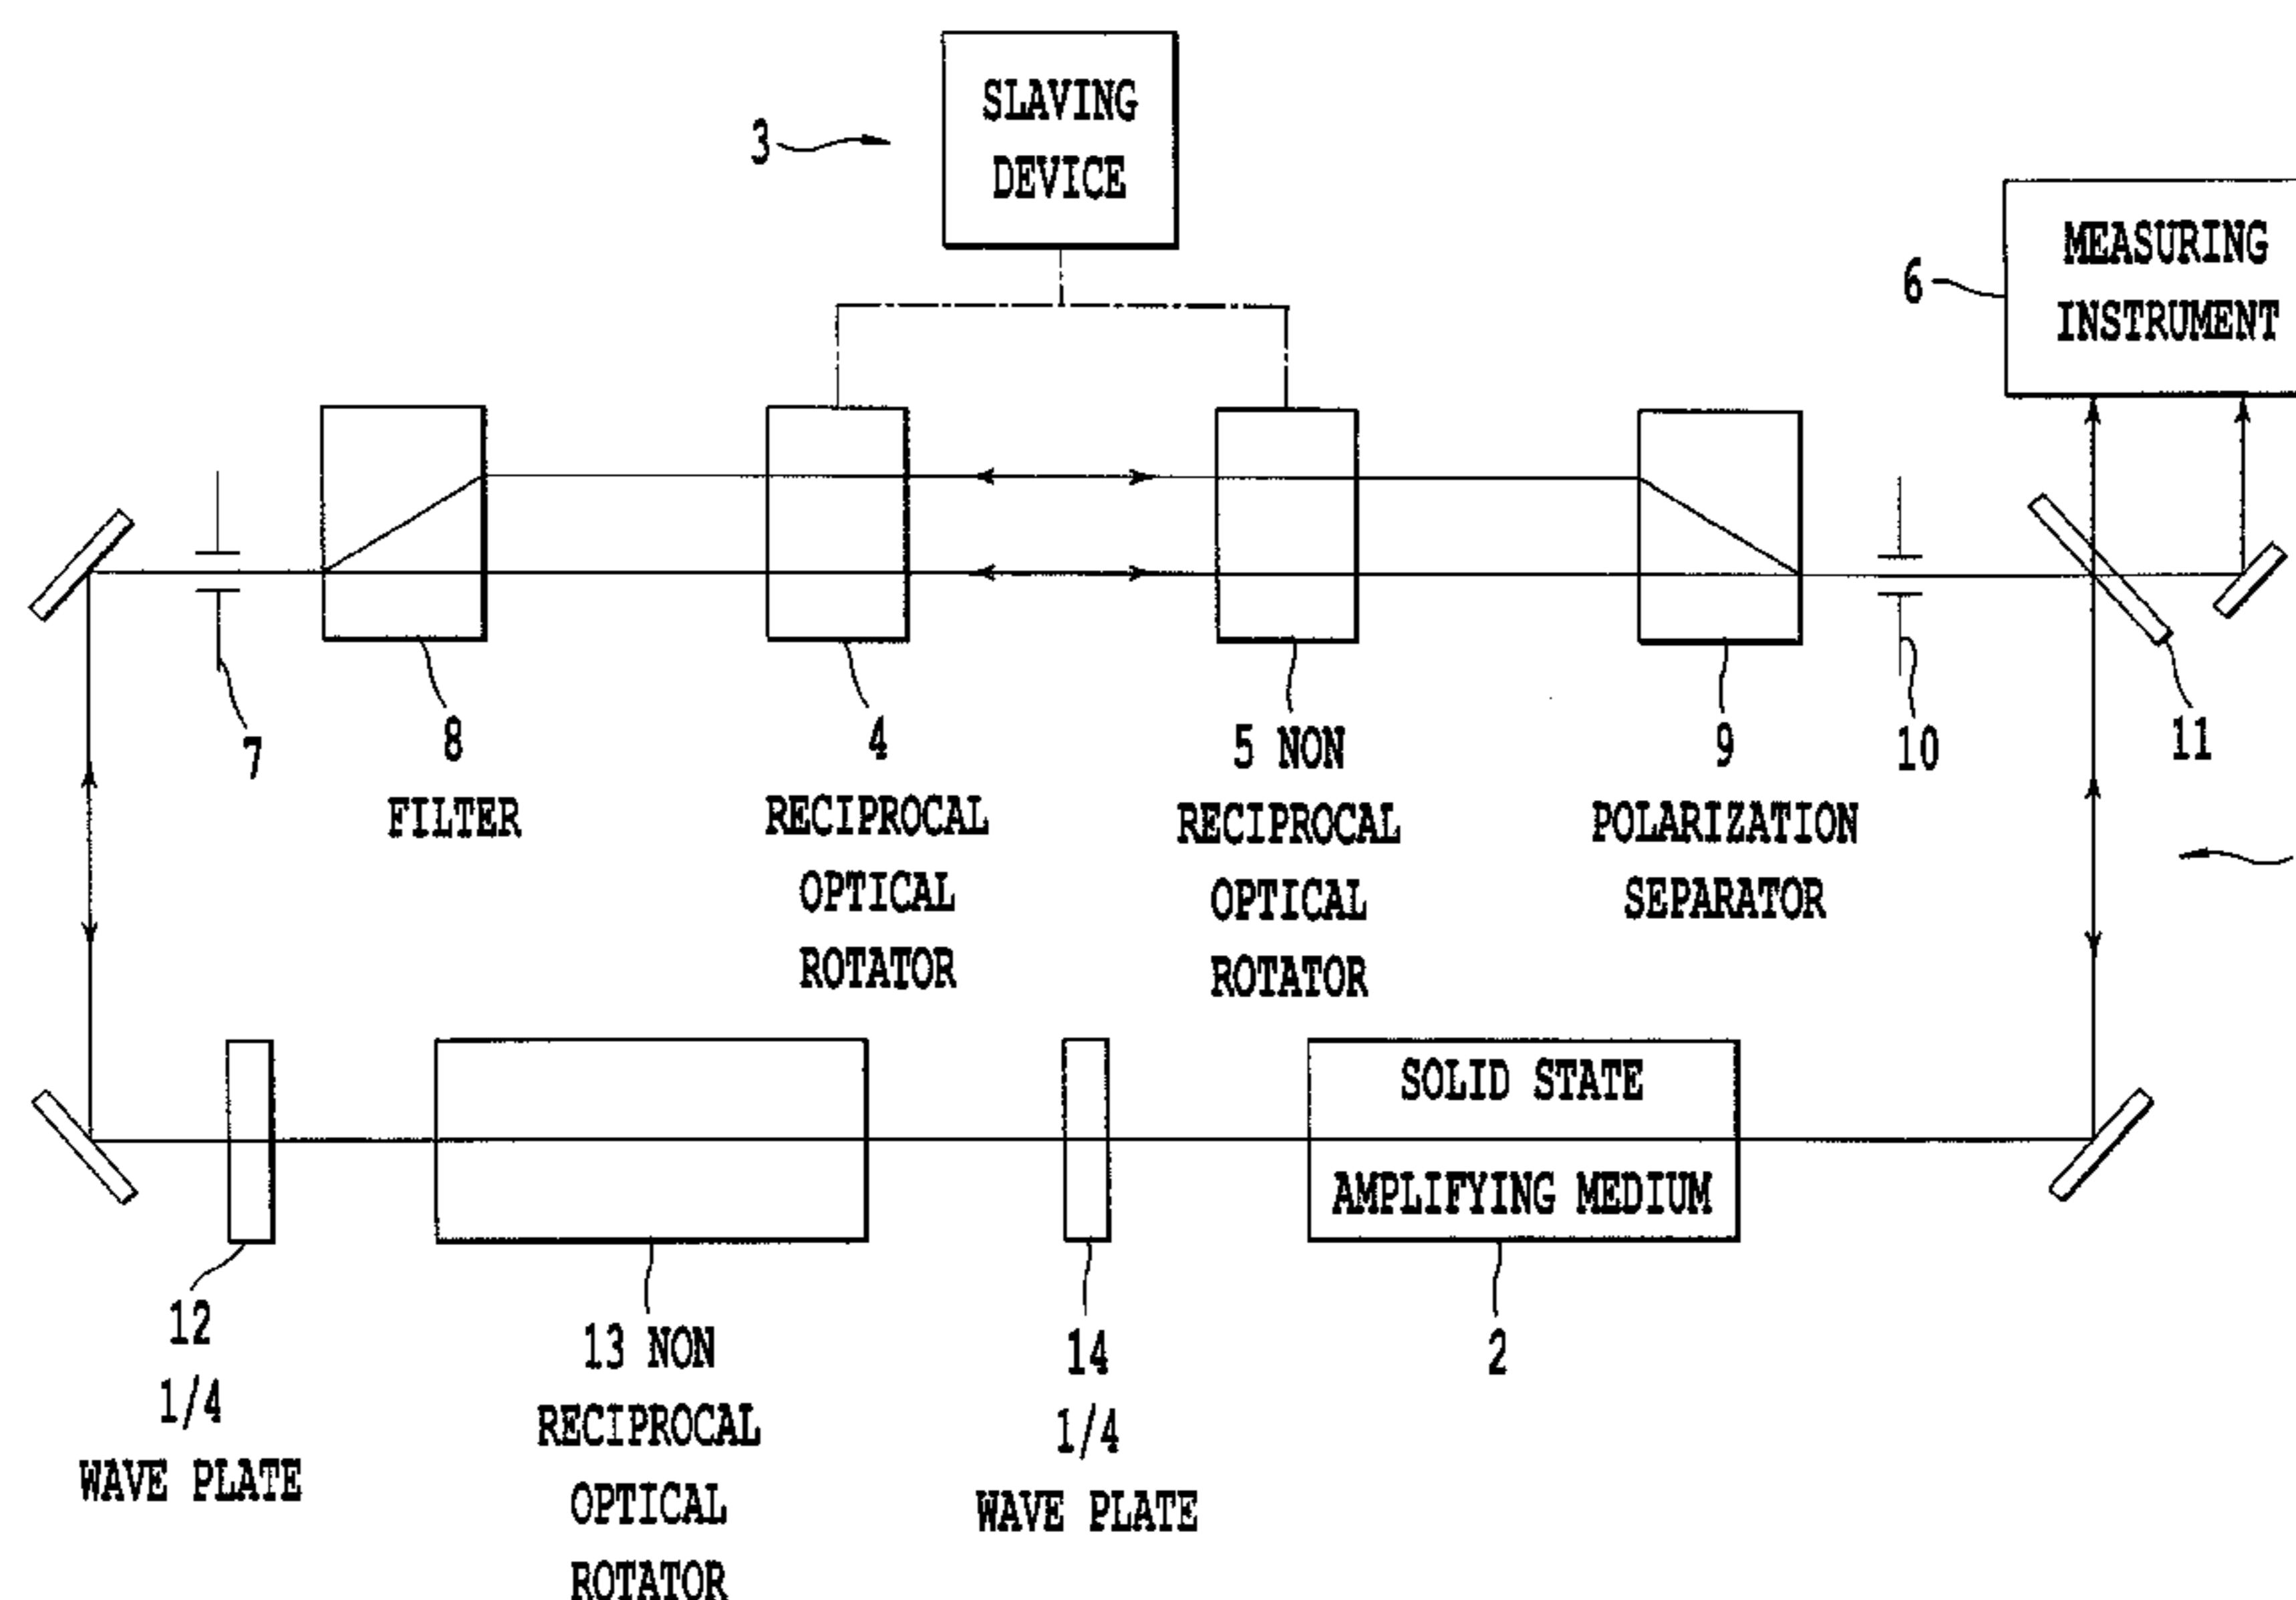 SLAVING
DEVICE
3
MEASURING
INSTRUMENT
6
7
8
FILTER
4
RECIPROCAL
OPTICAL
ROTATOR
5 NON
RECIPROCAL
OPTICAL
ROTATOR
9
POLARIZATION
SEPARATOR
10
11
SOLID STATE
AMPLIFYING MEDIUM
12
1/4
WAVE PLATE
13 NON
RECIPROCAL
OPTICAL
ROTATOR
14
1/4
WAVE PLATE
2